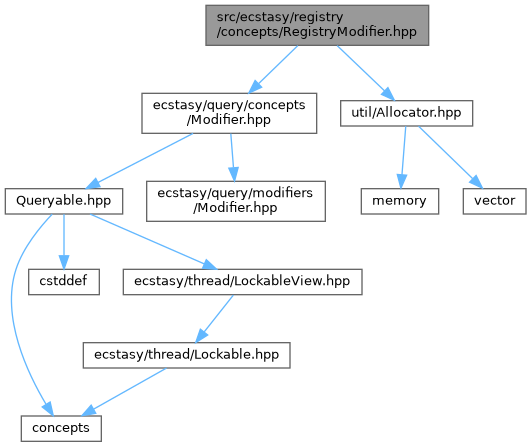 src/ecstasy/registry
/concepts/RegistryModifier.hpp
ecstasy/query/concepts
/Modifier.hpp
util/Allocator.hpp
Queryable.hpp
ecstasy/query/modifiers
/Modifier.hpp
memory
vector
cstddef
ecstasy/thread/LockableView.hpp
ecstasy/thread/Lockable.hpp
concepts